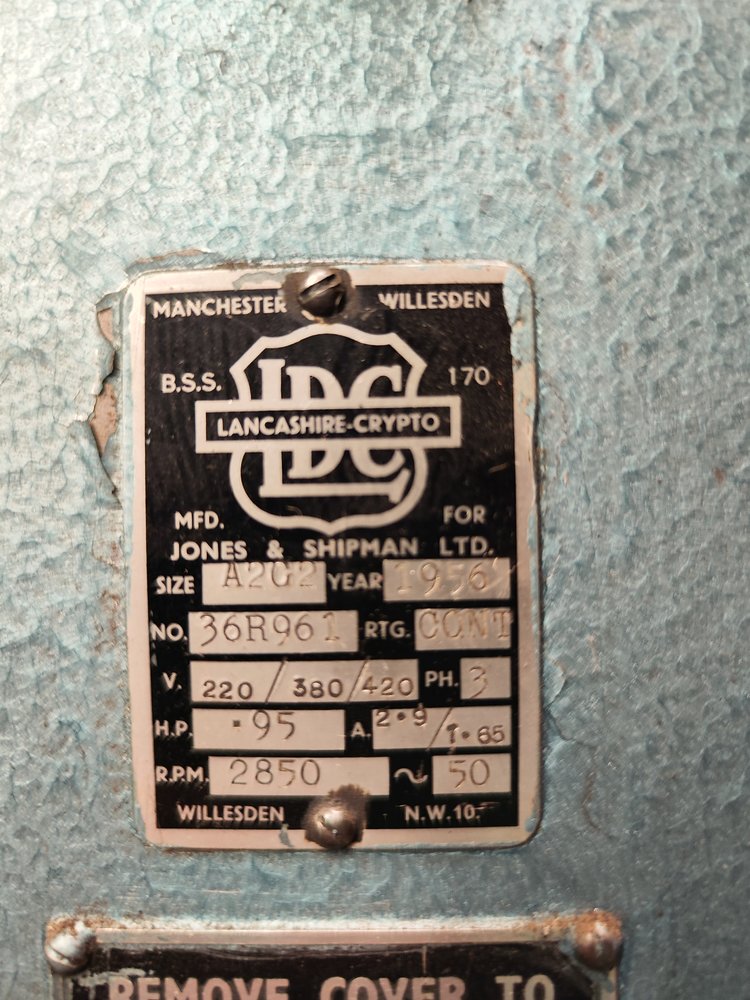 MANCHESTER WILLESDEN
B.S.S. 170
LDC
LANCASHIRE-CRYPTO
MFD. FOR
JONES & SHIPMAN LTD.
SIZE A2G2 YEAR 1956
NO. 36R961 RTG. CONT
V. 220 / 380/420 PH. 3
H.P. .95 A. 2.9/1.65
R.P.M. 2850 ~ 50
WILLESDEN N.W.10.
REMOVE COVER TO